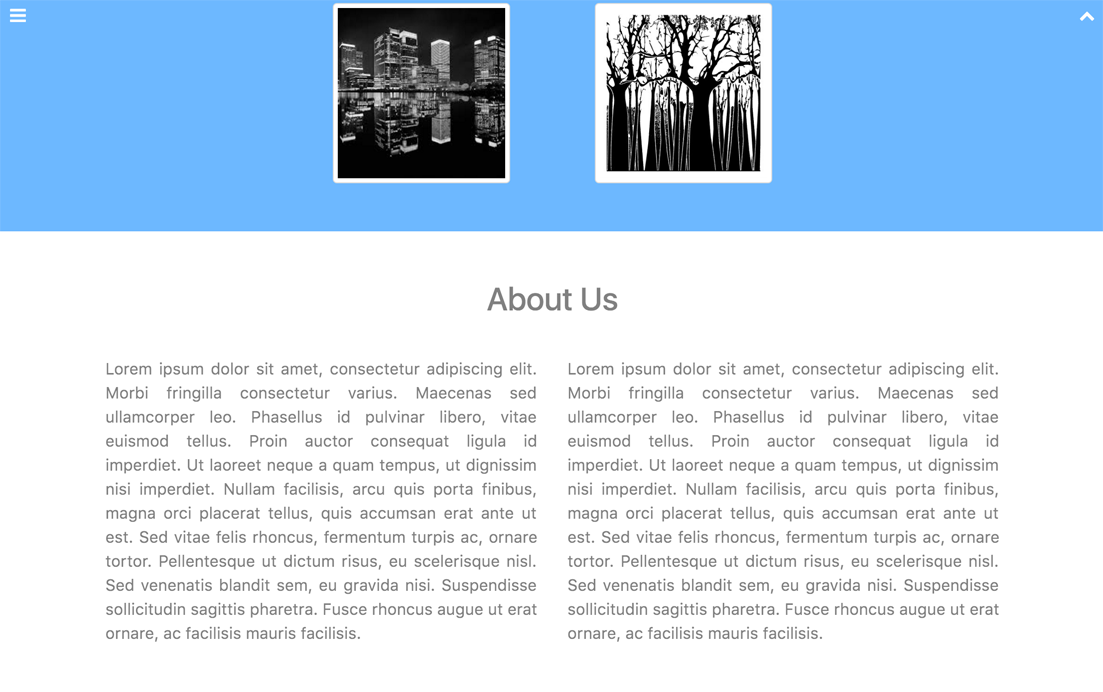 About Us
Lorem ipsum dolor sit amet, consectetur adipiscing elit.
Morbi fringilla consectetur varius. Maecenas sed
ullamcorper leo. Phasellus id pulvinar libero, vitae
euismod tellus. Proin auctor consequat ligula id
imperdiet. Ut laoreet neque a quam tempus, ut dignissim
nisi imperdiet. Nullam facilisis, arcu quis porta finibus,
magna orci placerat tellus, quis accumsan erat ante ut
est. Sed vitae felis rhoncus, fermentum turpis ac, ornare
tortor. Pellentesque ut dictum risus, eu scelerisque nisl.
Sed venenatis blandit sem, eu gravida nisi. Suspendisse
sollicitudin sagittis pharetra. Fusce rhoncus augue ut erat
ornare, ac facilisis mauris facilisis.
Lorem ipsum dolor sit amet, consectetur adipiscing elit.
Morbi fringilla consectetur varius. Maecenas sed
ullamcorper leo. Phasellus id pulvinar libero, vitae
euismod tellus. Proin auctor consequat ligula id
imperdiet. Ut laoreet neque a quam tempus, ut dignissim
nisi imperdiet. Nullam facilisis, arcu quis porta finibus,
magna orci placerat tellus, quis accumsan erat ante ut
est. Sed vitae felis rhoncus, fermentum turpis ac, ornare
tortor. Pellentesque ut dictum risus, eu scelerisque nisl.
Sed venenatis blandit sem, eu gravida nisi. Suspendisse
sollicitudin sagittis pharetra. Fusce rhoncus augue ut erat
ornare, ac facilisis mauris facilisis.